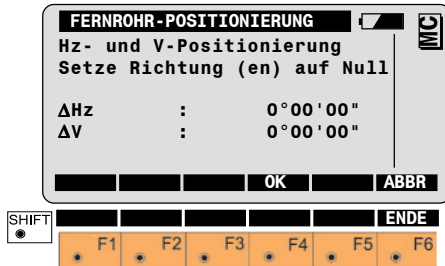 FERNROHR-POSITIONIERUNG
MC
Hz- und V-Positionierung
Setze Richtung (en) auf Null
ΔHz : 0°00'00"
ΔV : 0°00'00"
OK ABBR
SHIFT ENDE
F1 F2 F3 F4 F5 F6